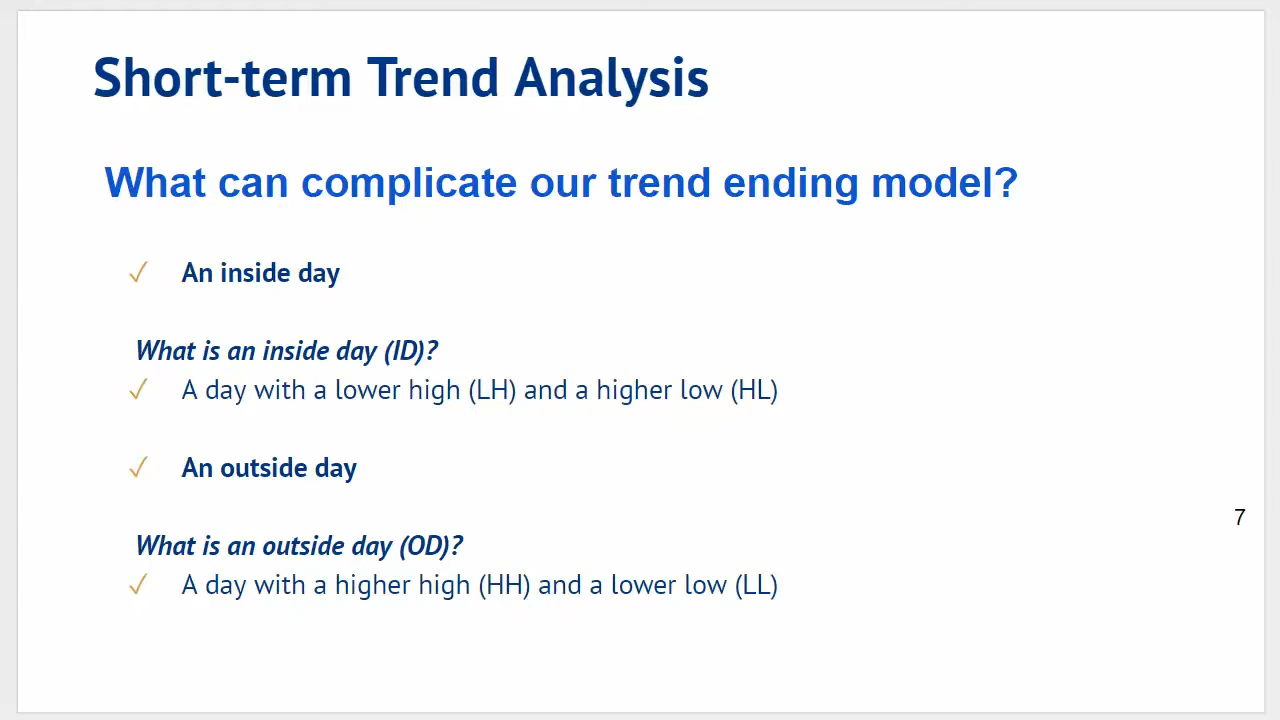 Short-term Trend Analysis
What can complicate our trend ending model?
✓ An inside day
What is an inside day (ID)?
✓ A day with a lower high (LH) and a higher low (HL)
✓ An outside day
7
What is an outside day (OD)?
✓ A day with a higher high (HH) and a lower low (LL)